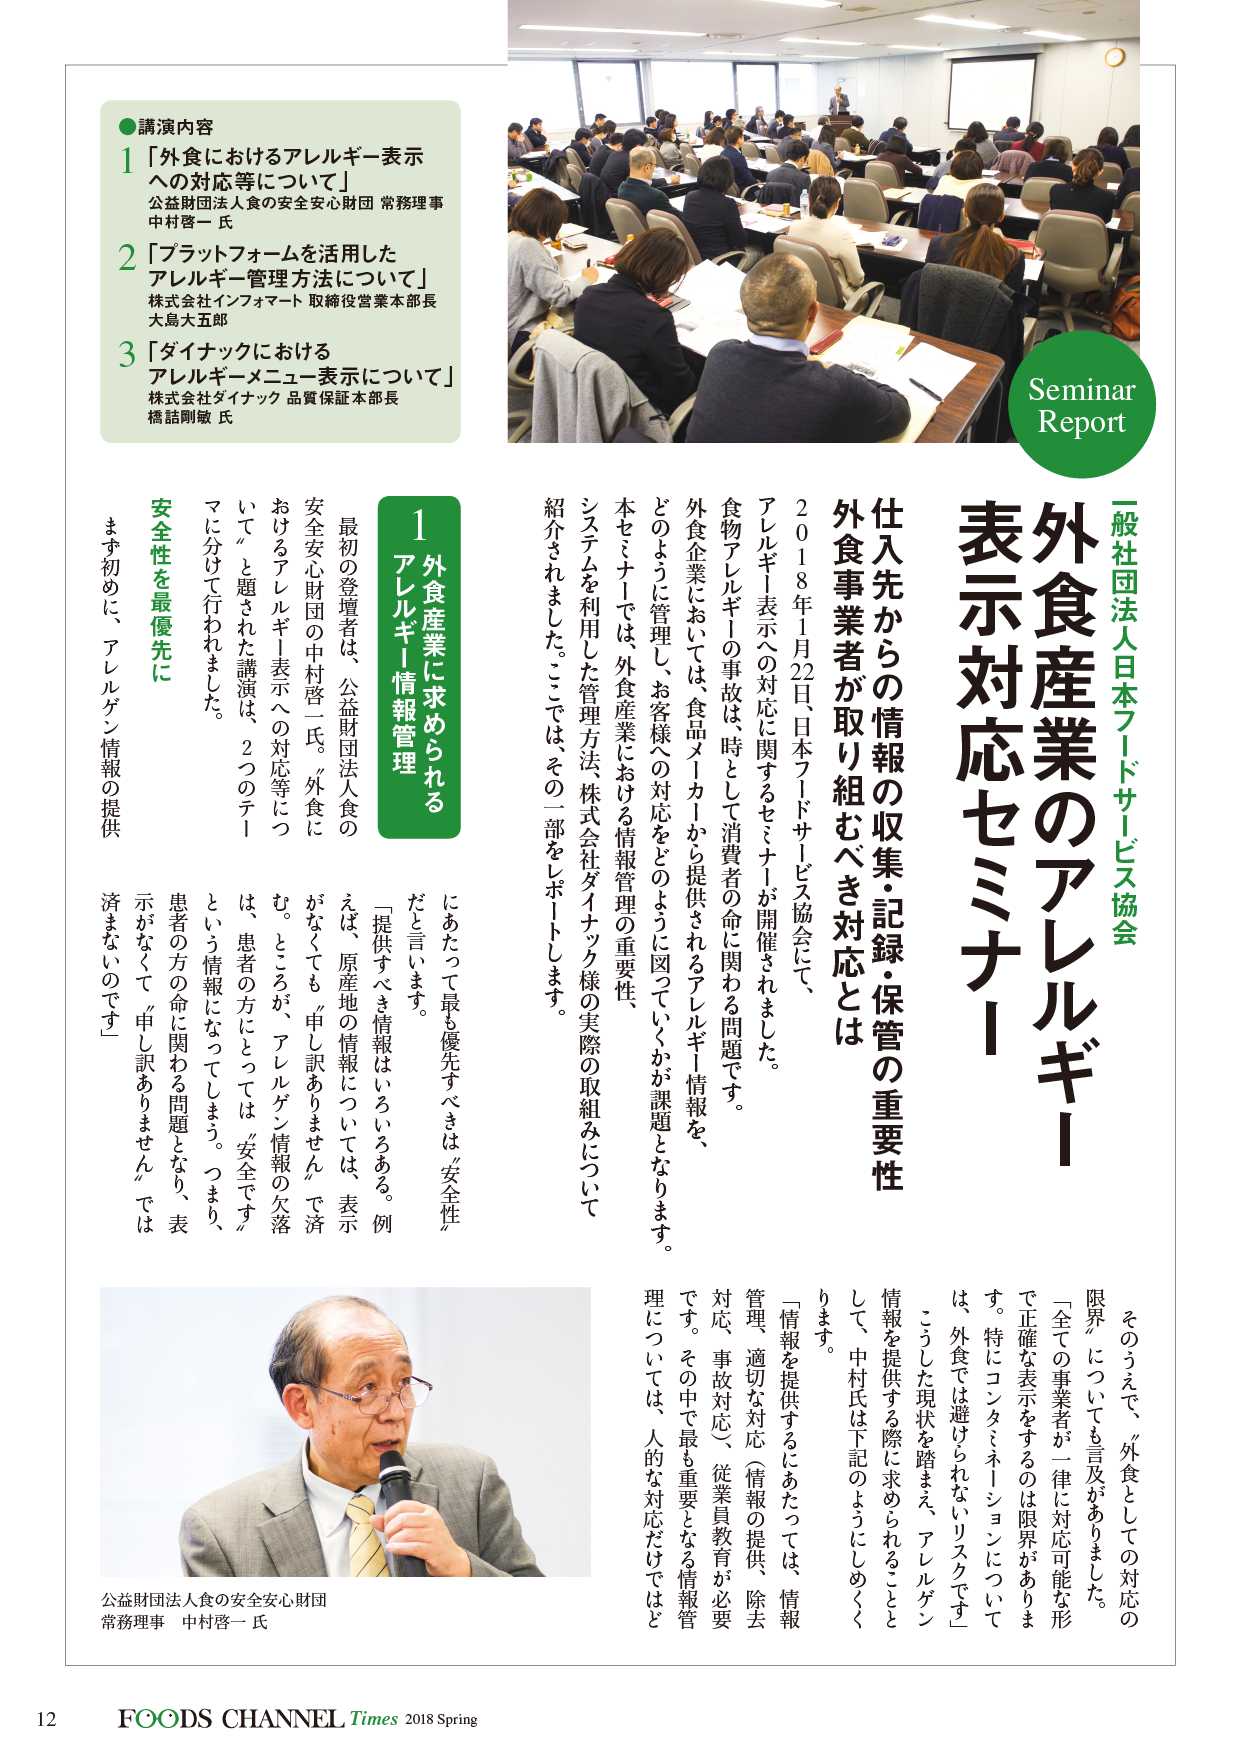 Seminar
Report
一般社団法人日本フードサービス協会
外食産業のアレルギー
表示対応セミナー
仕入先からの情報の収集・記録・保管の重要性
外食事業者が取り組むべき対応とは
2018年1月22日、日本フードサービス協会にて、
アレルギー表示への対応に関するセミナーが開催されました。
食物アレルギーの事故は、時として消費者の命に関わる問題です。
外食企業においては、食品メーカーから提供されるアレルギー情報を、
どのように管理し、お客様への対応をどのように図っていくかが課題となります。
本セミナーでは、外食産業における情報管理の重要性、
システムを利用した管理方法、株式会社ダイナック様の実際の取組みについて
紹介されました。ここでは、その一部をレポートします。
●講演内容
1「外食におけるアレルギー表示
への対応等について」
公益財団法人食の安全安心財団 常務理事
中村啓一 氏
2「プラットフォームを活用した
アレルギー管理方法について」
株式会社インフォマート 取締役営業本部長
大島大五郎
3「ダイナックにおける
アレルギーメニュー表示について」
株式会社ダイナック 品質保証本部長
橋詰剛敏 氏
1
外食産業に求められる
アレルギー情報管理
最初の登壇者は、公益財団法人食の
安全安心財団の中村啓一氏。〝外食に
おけるアレルギー表示への対応等につ
いて〟と題された講演は、2つのテー
マに分けて行われました。
安全性を最優先に
まず初めに、アレルゲン情報の提供
にあたって最も優先すべきは〝安全性〟
だと言います。
「提供すべき情報はいろいろある。例
えば、原産地の情報については、表示
がなくても〝申し訳ありません〟で済
む。ところが、アレルゲン情報の欠落
は、患者の方にとっては〝安全です〟
という情報になってしまう。つまり、
患者の方の命に関わる問題となり、表
示がなくて〝申し訳ありません〟では
済まないのです」
そのうえで、〝外食としての対応の
限界〟についても言及がありました。
「全ての事業者が一律に対応可能な形
で正確な表示をするのは限界がありま
す。特にコンタミネーションについて
は、外食では避けられないリスクです」
こうした現状を踏まえ、アレルゲン
情報を提供する際に求められることと
して、中村氏は下記のようにしめくく
ります。
「情報を提供するにあたっては、情報
管理、適切な対応（情報の提供、除去
対応、事故対応）、従業員教育が必要
です。その中で最も重要となる情報管
理については、人的な対応だけではど
公益財団法人食の安全安心財団
常務理事　中村啓一 氏
12
FOODS CHANNEL Times 2018 Spring